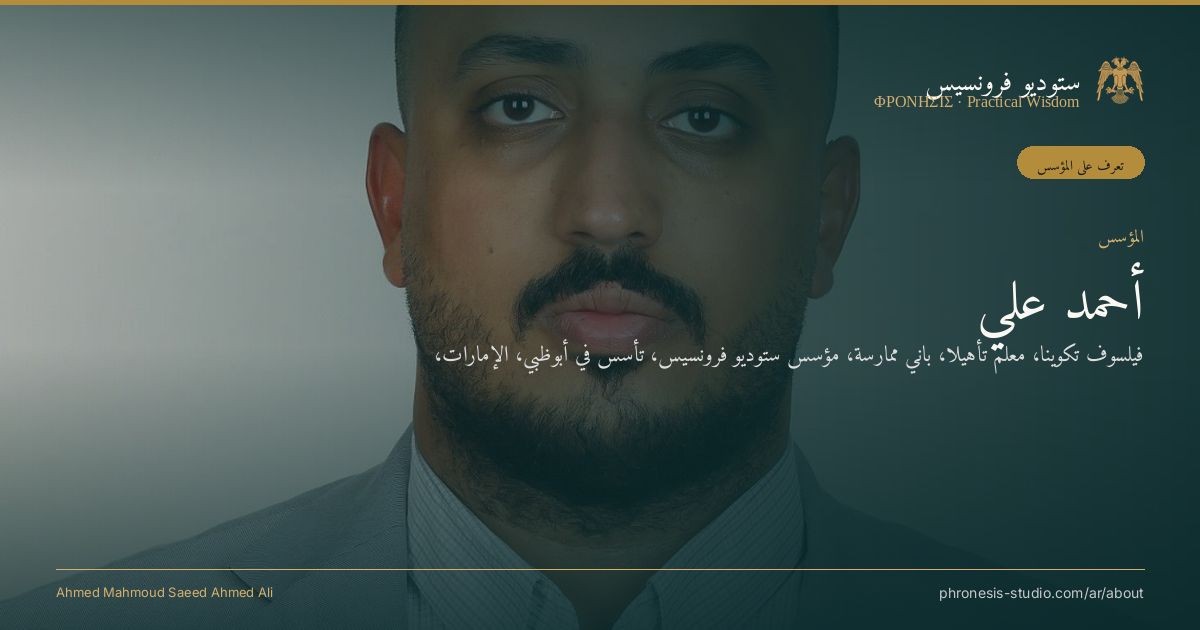 ستوديو فرونسيس
ΦΡΟΝΗΣΙΣ · Practical Wisdom
تعرف على المؤسس
المؤسس
أحمد علي
فيلسوف تكوينا، معلم تأهيلا، باني ممارسة، مؤسس ستوديو فرونسيس، تأسس في أبوظبي، الإمارات،
Ahmed Mahmoud Saeed Ahmed Ali
phronesis-studio.com/ar/about